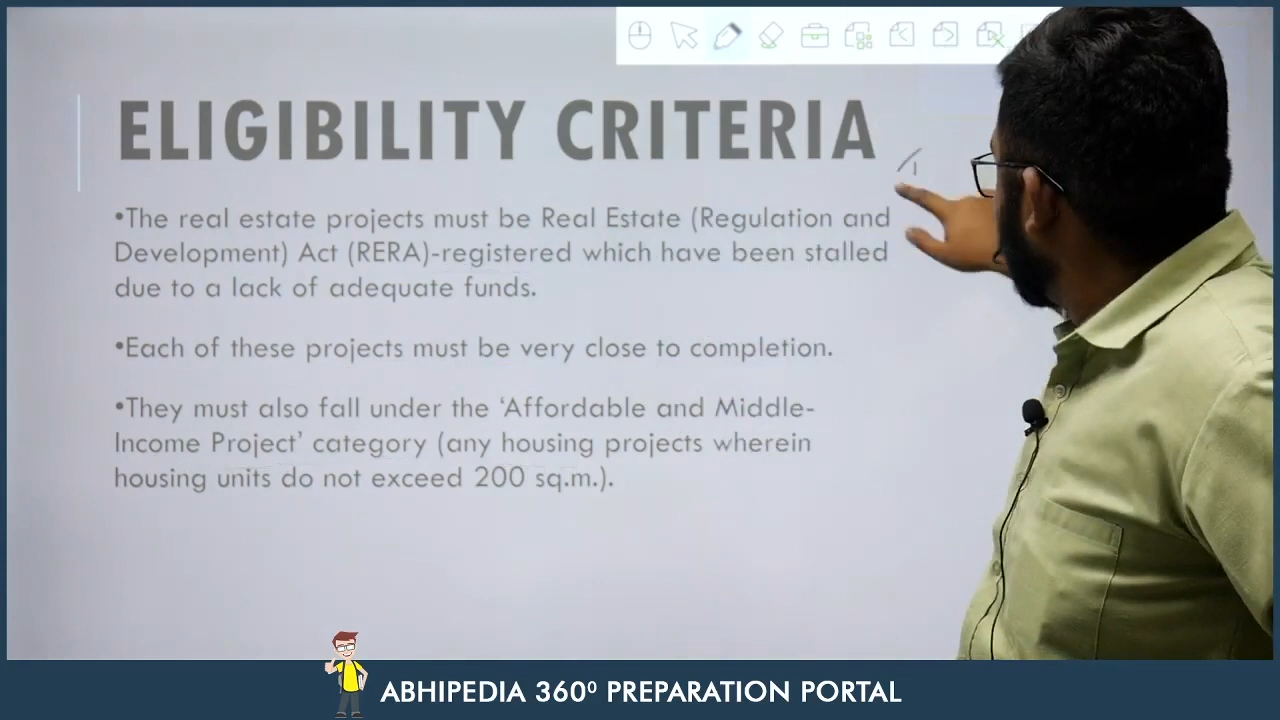 ELIGIBILITY CRITERIA
•The real estate projects must be Real Estate (Regulation and
Development) Act (RERA)-registered which have been stalled
due to a lack of adequate funds.
•Each of these projects must be very close to completion.
•They must also fall under the ‘Affordable and Middle-
Income Project’ category (any housing projects wherein
housing units do not exceed 200 sq.m.).
ABHIPEDIA 360⁰ PREPARATION PORTAL